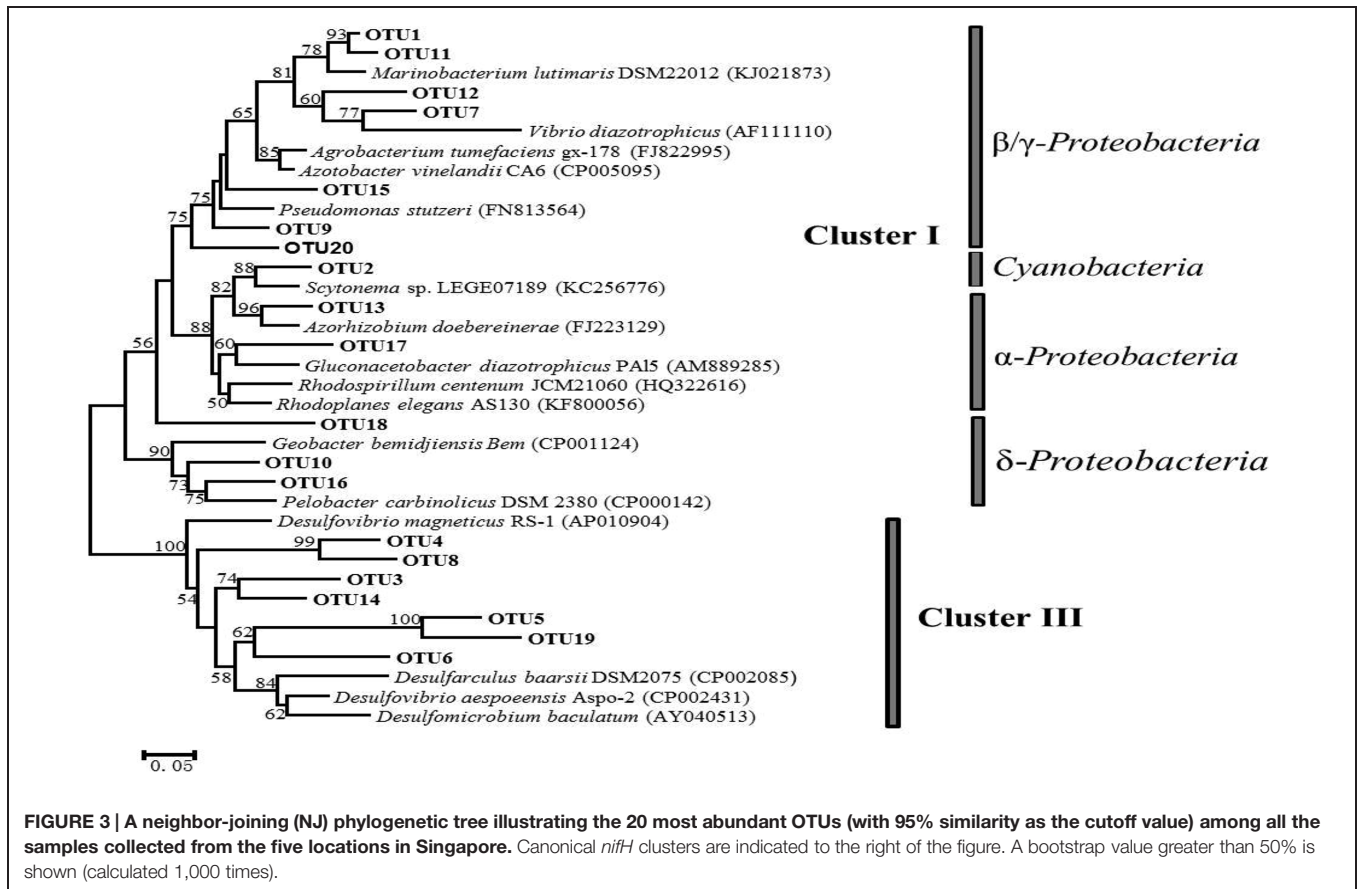 93 OTU1
78 OTU11
81 Marinobacterium lutimaris DSM22012 (KJ021873)
60 OTU12
65 77 OTU7
Vibrio diazotrophicus (AF111110)
85 Agrobacterium tumefaciens gx-178 (FJ822995)
Azotobacter vinelandii CA6 (CP005095)
75 OTU15
Pseudomonas stutzeri (FN813564)
75 OTU9
OTU20
88 OTU2
82 Scytonema sp. LEGE07189 (KC256776)
96 OTU13
88 Azorhizobium doebereinerae (FJ223129)
56 60 OTU17
Gluconacetobacter diazotrophicus PAl5 (AM889285)
Rhodospirillum centenum JCM21060 (HQ322616)
50 Rhodoplanes elegans AS130 (KF800056)
OTU18
90 Geobacter bemidjiensis Bem (CP001124)
OTU10
73 OTU16
75 Pelobacter carbinolicus DSM 2380 (CP000142)
Desulfovibrio magneticus RS-1 (AP010904)
100 99 OTU4
OTU8
74 OTU3
54 OTU14
100 OTU5
62 OTU19
OTU6
58 84 Desulfarculus baarsii DSM2075 (CP002085)
Desulfovibrio aespoeensis Aspo-2 (CP002431)
62 Desulfomicrobium baculatum (AY040513)
0.05
Cluster I
β/γ-Proteobacteria
Cyanobacteria
α-Proteobacteria
δ-Proteobacteria
Cluster III
FIGURE 3 | A neighbor-joining (NJ) phylogenetic tree illustrating the 20 most abundant OTUs (with 95% similarity as the cutoff value) among all the
samples collected from the five locations in Singapore. Canonical nifH clusters are indicated to the right of the figure. A bootstrap value greater than 50% is
shown (calculated 1,000 times).